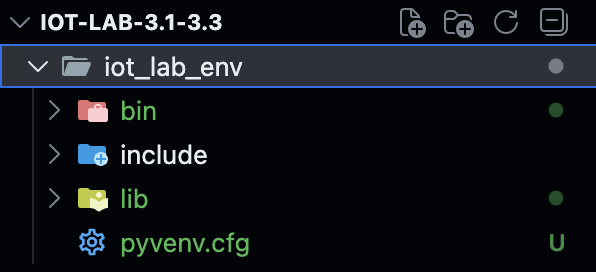 IOT-LAB-3.1-3.3
iot_lab_env
bin
include
lib
pyvenv.cfg U